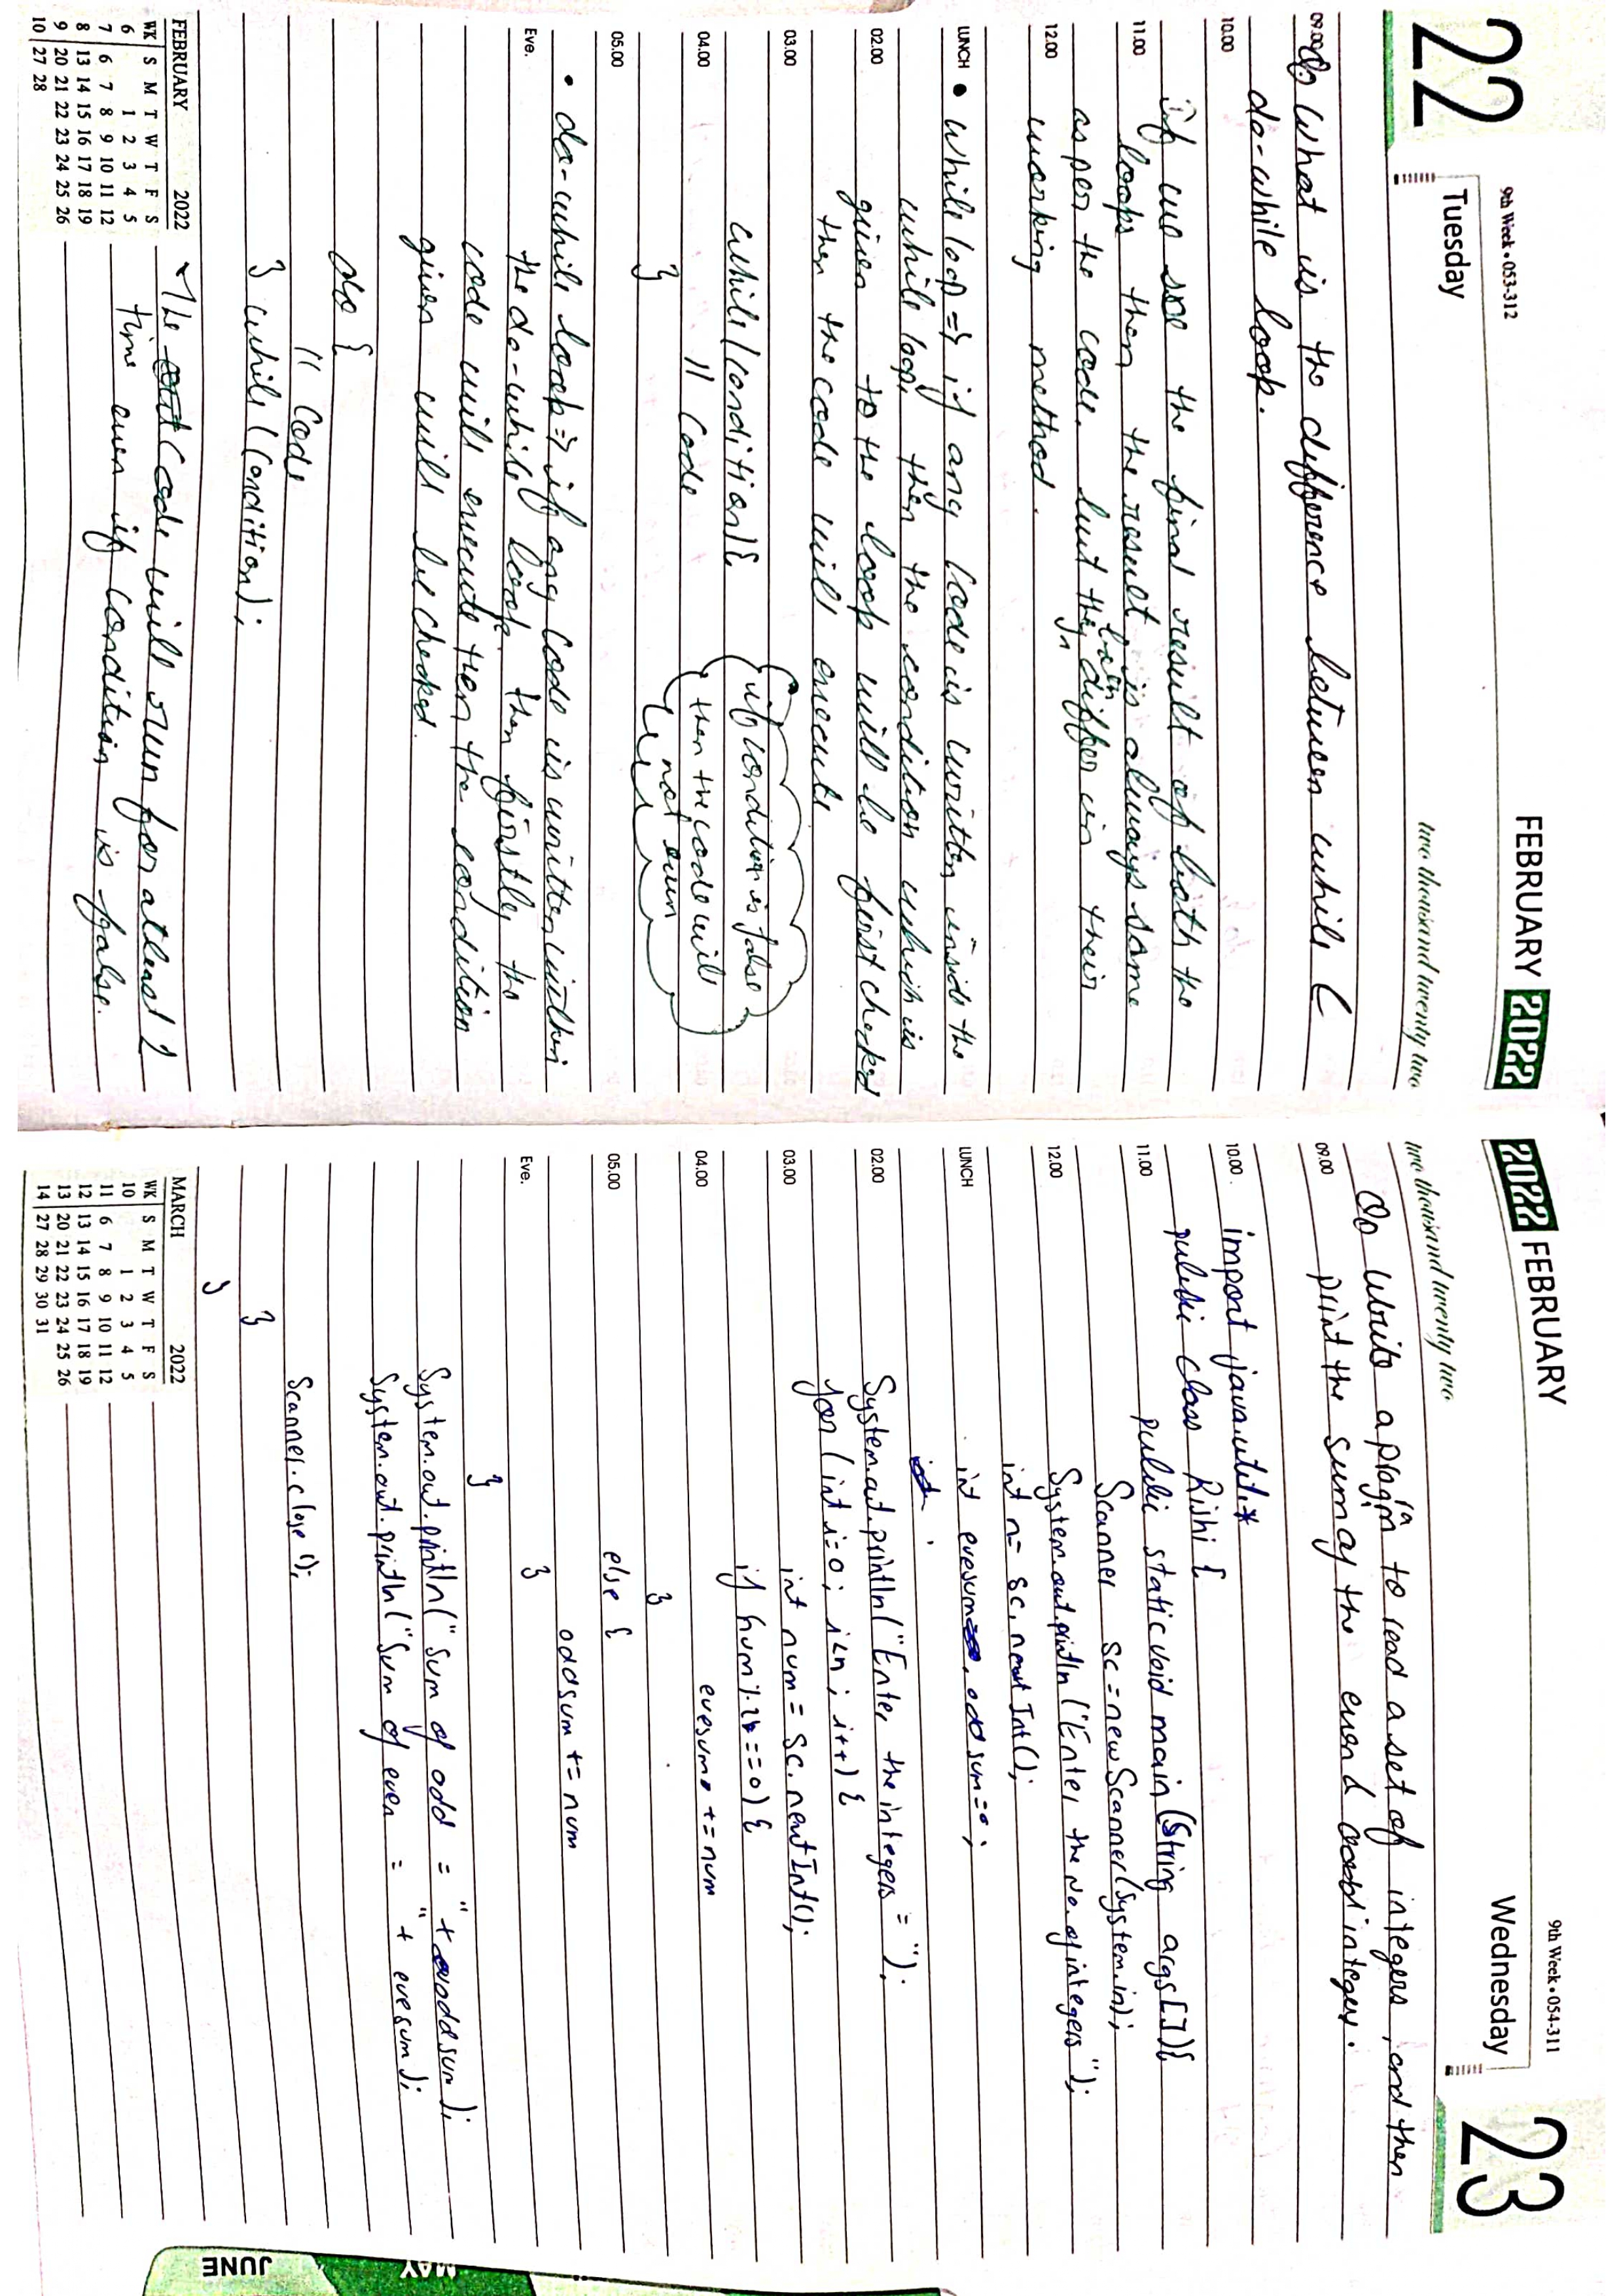 22
9th Week • 053-312
FEBRUARY 2022
Tuesday
two thousand twenty two
09.00
Q. What is the difference between while &
do-while loop.
10.00
If we see the final result of both the
11.00
loops then the result, is always same
as per the code. but they both differ in their
12.00
working method.
LUNCH
• While loop => if any code is written inside the
while loop, then the condition which is
02.00
given to the loop will be first checked
then the code will execute
03.00
while (condition) {
04.00
// Code
}
if condition is false
then the code will
not run
05.00
• do-while loop => if any code is written within
Eve.
the do-while loop. then firstly the
code will execute then the condition
given will be checked.
do {
// Code
} while (Condition);
The Code will run for atleast 1
time even if condition is false.
FEBRUARY 2022
WK S M T W T F S
6 1 2 3 4 5
7 6 7 8 9 10 11 12
8 13 14 15 16 17 18 19
9 20 21 22 23 24 25 26
10 27 28
2022 FEBRUARY
9th Week • 054-311
Wednesday
23
two thousand twenty two
Q. Write a program to read a set of integers, and then
09.00
print the sum of the even & odd integers.
10.00
import java.util.*
public class Rishi {
11.00
public static void main (String args[]){
Scanner sc = new Scanner(System.in);
12.00
System.out.println ("Enter the No. of integers");
int n= sc. next Int ();
LUNCH
int evesum, oddsum=0;
int
02.00
System.out.println("Enter the integers = ");
for (int i=0; i<n; i++) {
03.00
int num = sc. nextInt();
if (num%2==0) {
04.00
evesum += num
}
05.00
else {
oddsum += num
Eve.
}
}
System.out.println("Sum of odd = "+ oddsum);
System.out.println("Sum of even = "+ evesum);
Scanner.close();
}
}
MARCH 2022
WK S M T W T F S
10 1 2 3 4 5
11 6 7 8 9 10 11 12
12 13 14 15 16 17 18 19
13 20 21 22 23 24 25 26
14 27 28 29 30 31
MAY
JUNE